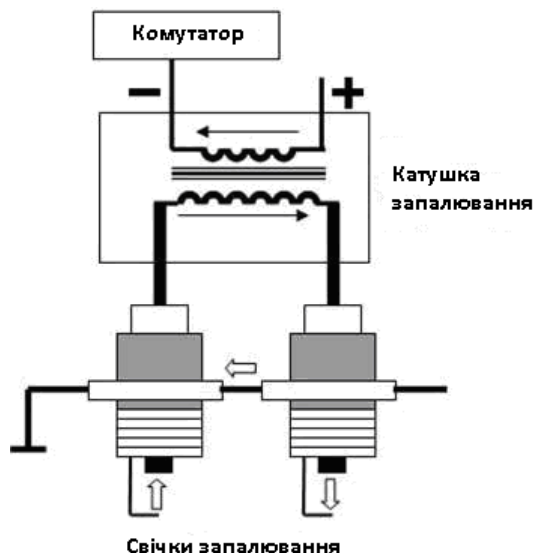 Комутатор
− +
Катушка
запалювання
Свічки запалювання